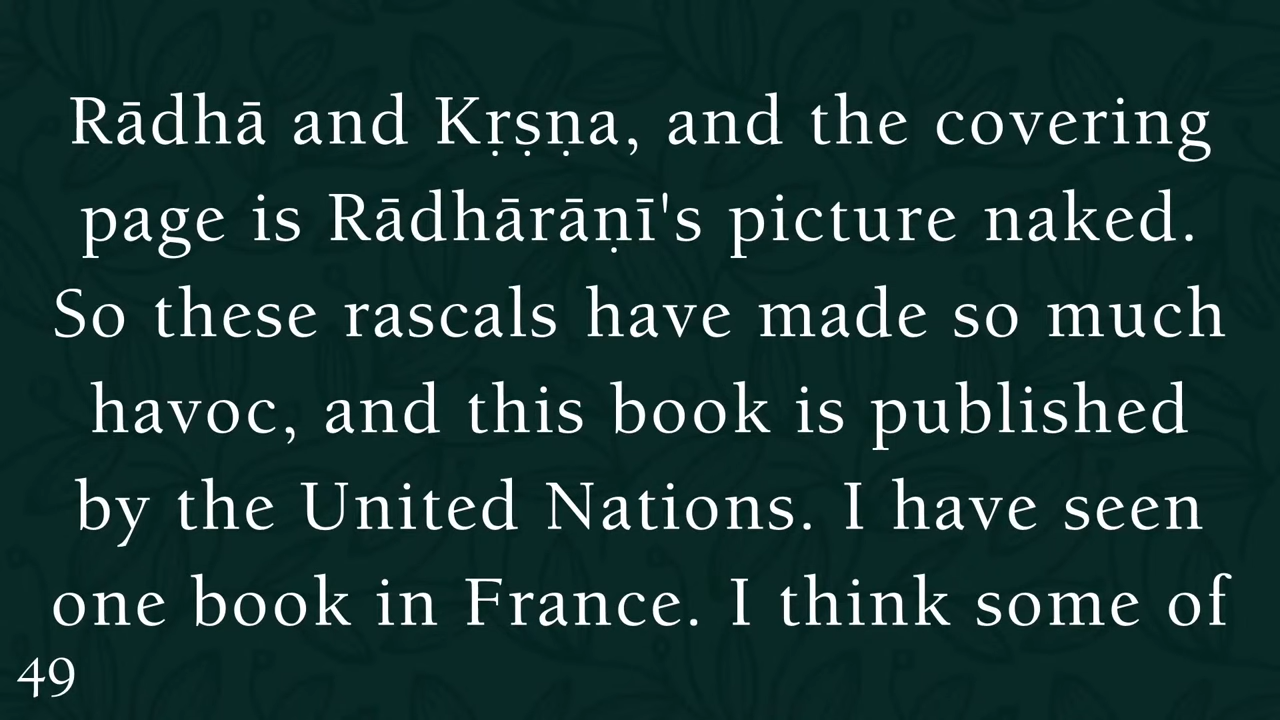 Rādhā and Kṛṣṇa, and the covering
page is Rādhārāṇī's picture naked.
So these rascals have made so much
havoc, and this book is published
by the United Nations. I have seen
one book in France. I think some of
49